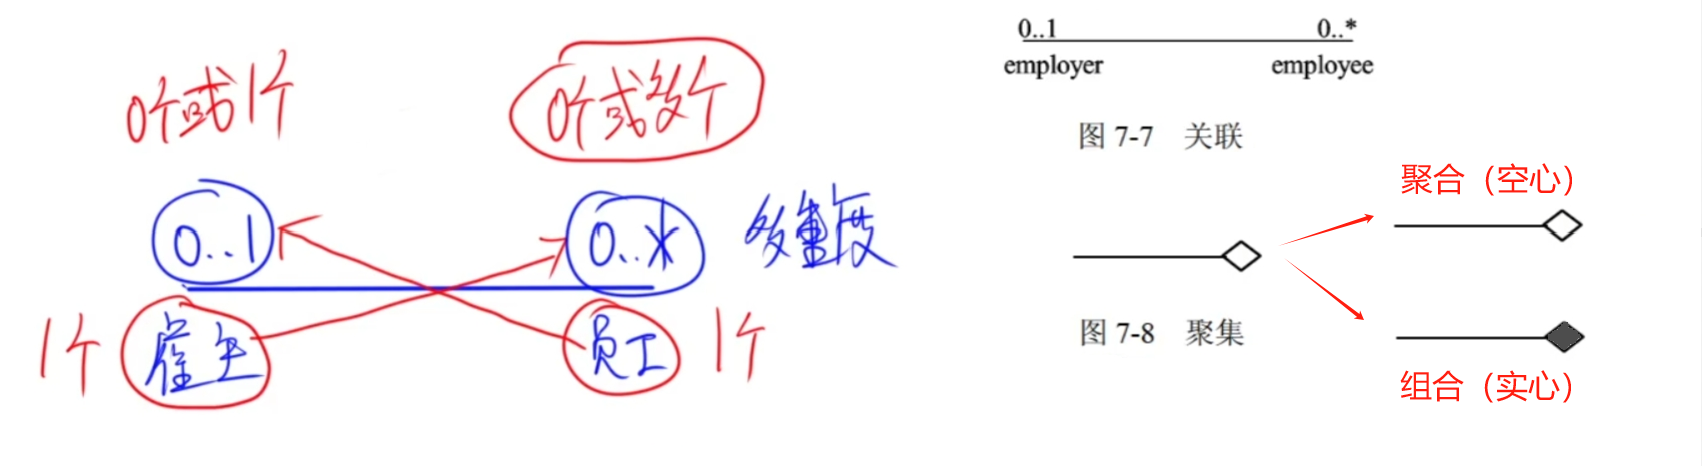 0个或1个
0个或多个
0..1
0..*
多重度
1个
雇主
员工
1个
0..1
0..*
employer
employee
图 7-7 关联
聚合（空心）
图 7-8 聚集
组合（实心）